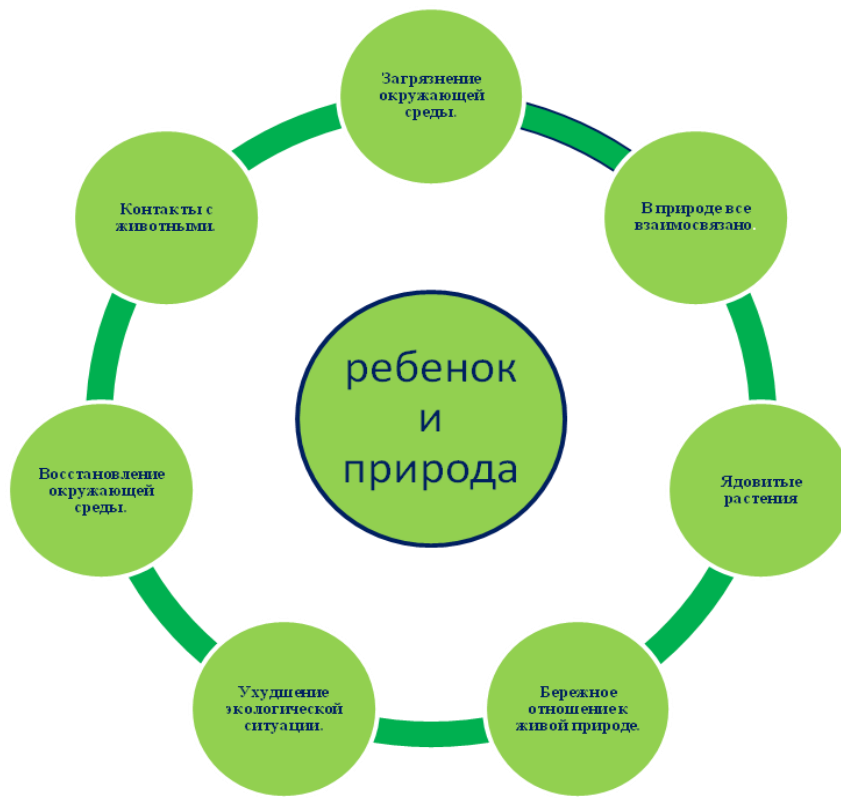 Загрязнение
окружающей
среды.
В природе все
взаимосвязано.
Ядовитые
растения
Бережное
отношение к
живой природе.
Ухудшение
экологической
ситуации.
Восстановление
окружающей
среды.
Контакты с
животными.
ребенок
и
природа